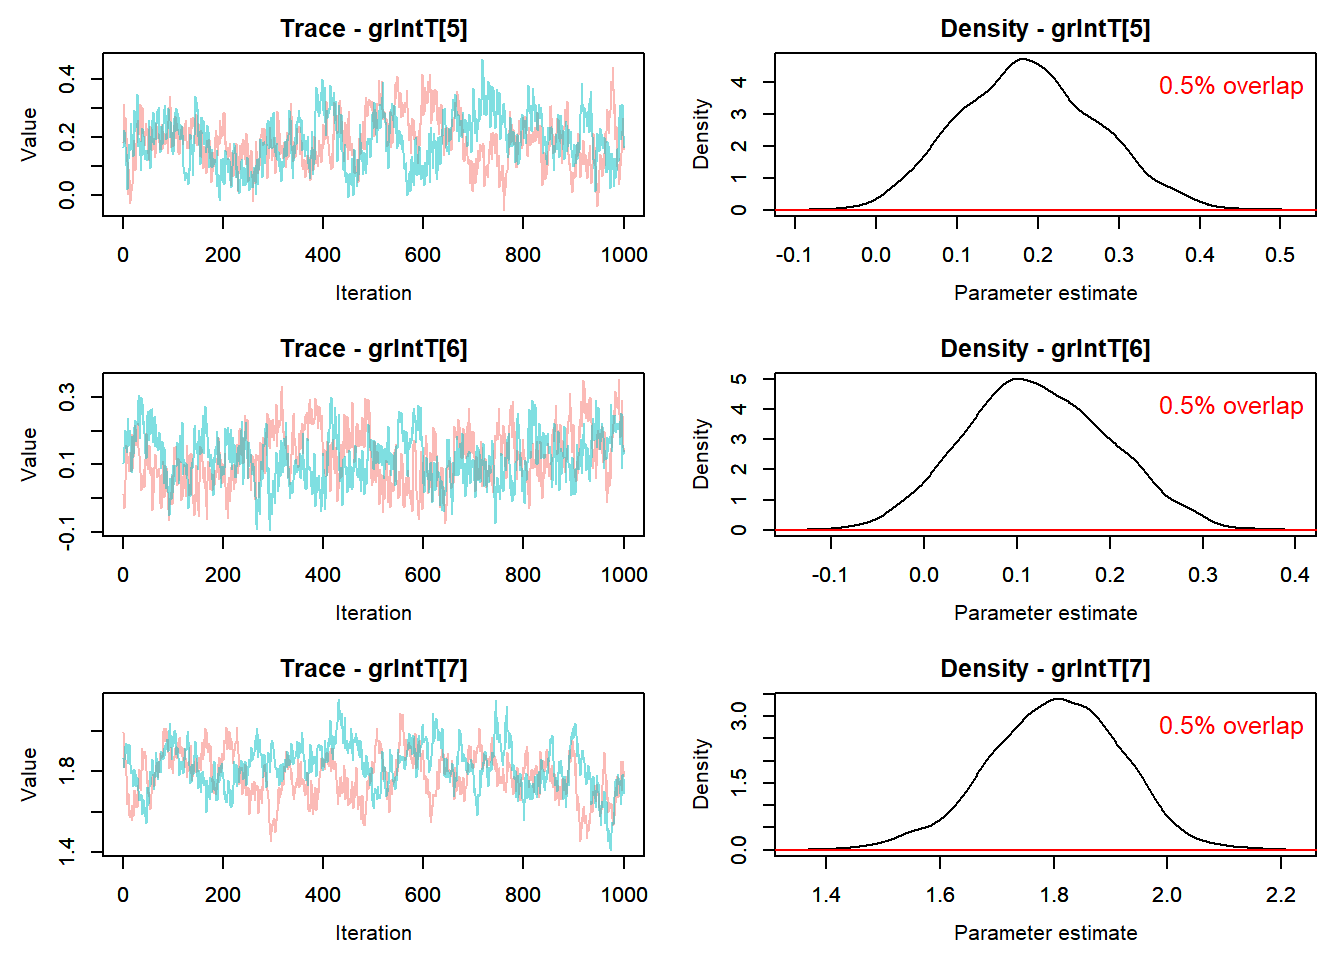 Trace - grIntT[5]
Value
0.0 0.2 0.4
0 200 400 600 800 1000
Iteration
Density - grIntT[5]
0.5% overlap
Density
0 1 2 3 4
-0.1 0.0 0.1 0.2 0.3 0.4 0.5
Parameter estimate
Trace - grIntT[6]
Value
-0.1 0.1 0.3
0 200 400 600 800 1000
Iteration
Density - grIntT[6]
0.5% overlap
Density
0 1 2 3 4 5
-0.1 0.0 0.1 0.2 0.3 0.4
Parameter estimate
Trace - grIntT[7]
Value
1.4 1.8
0 200 400 600 800 1000
Iteration
Density - grIntT[7]
0.5% overlap
Density
0.0 1.5 3.0
1.4 1.6 1.8 2.0 2.2
Parameter estimate